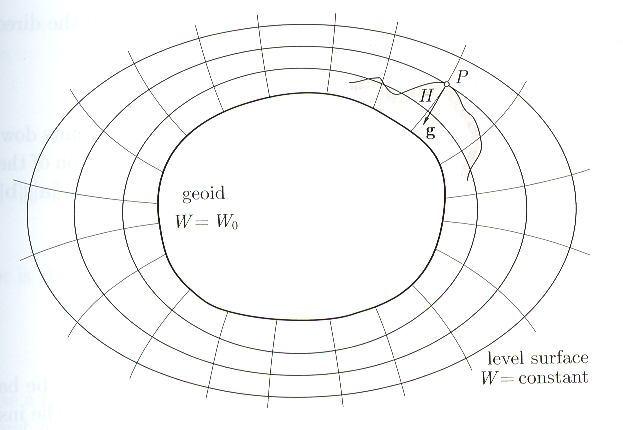 P
H
g
geoid
W = W₀
level surface
W = constant